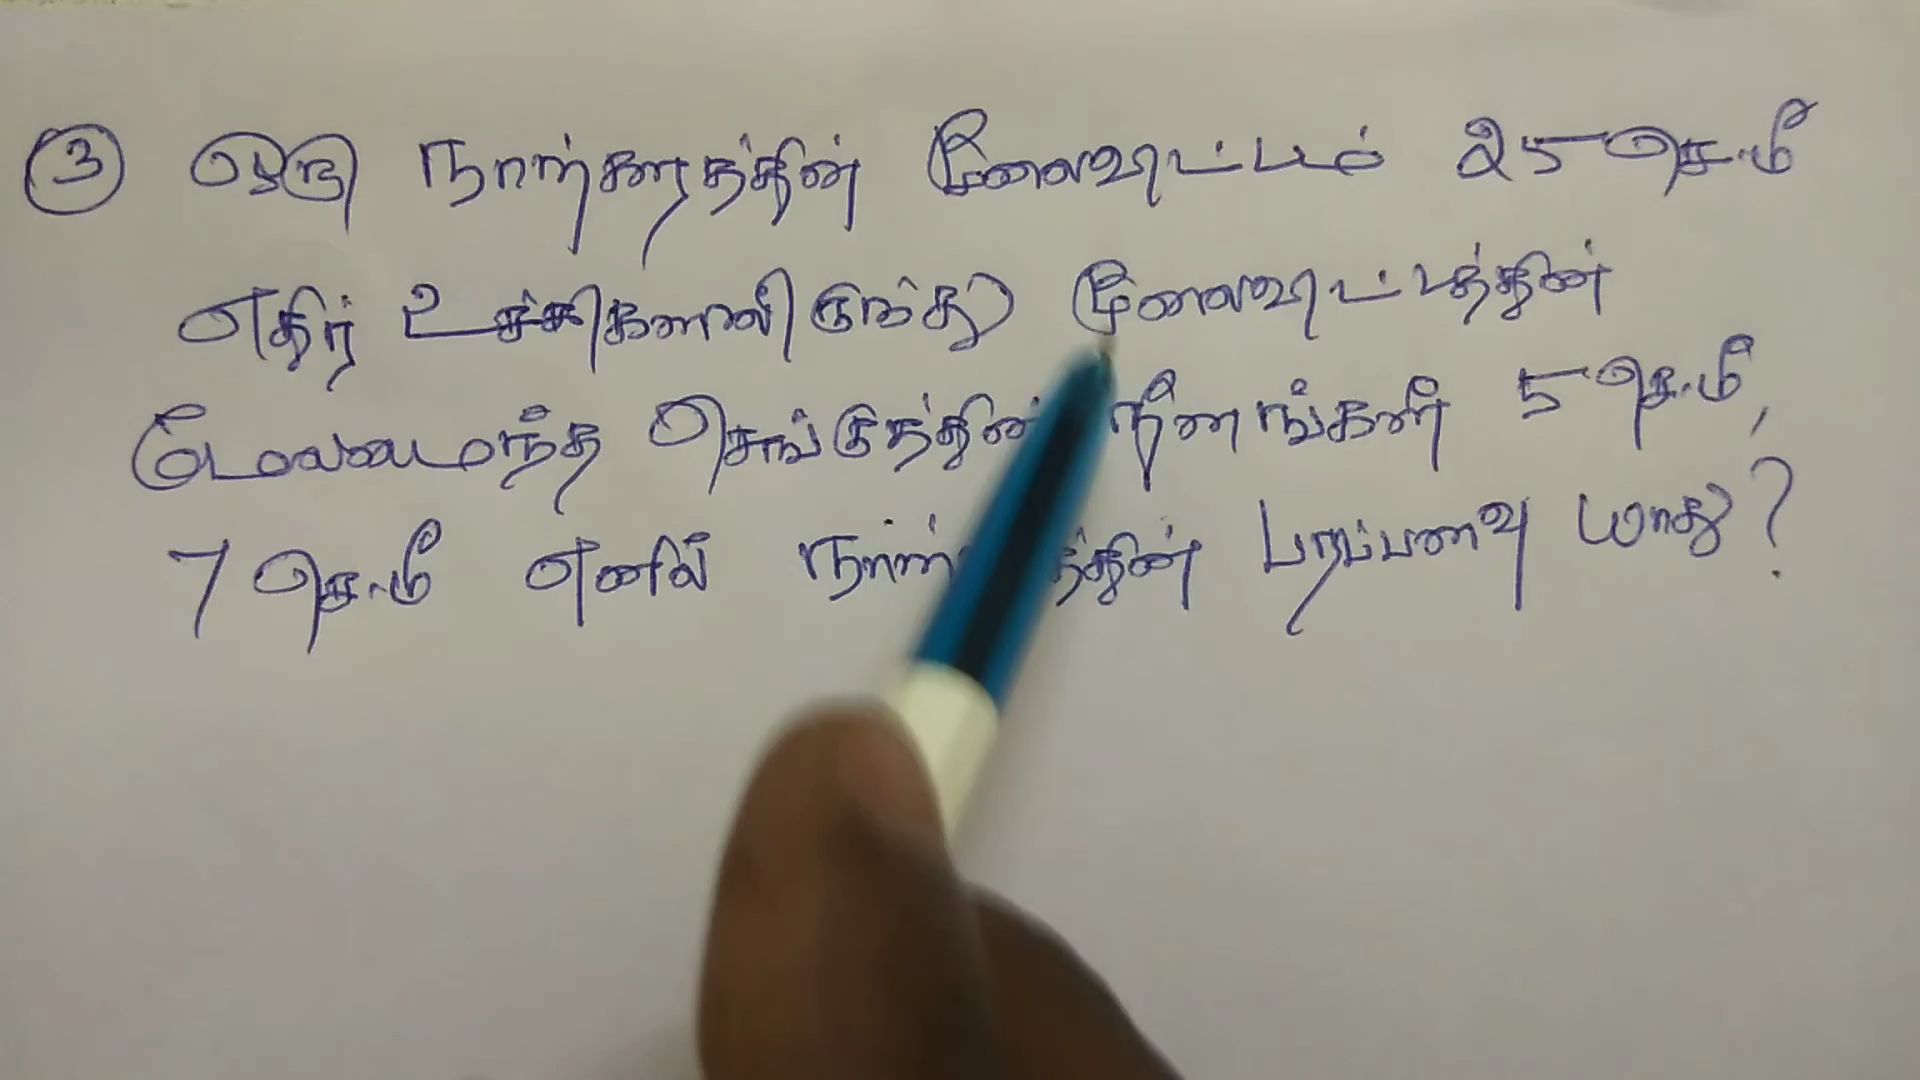 ③ ஒரு நாற்கரத்தின் மூலைவிட்டம் 25 செ.மீ
எதிர் உச்சிகளிலிருந்து மூலைவிட்டத்தின்
மேலமைந்த செங்குத்தின் நீளங்கள் 5 செ.மீ,
7 செ.மீ எனில் பரப்பளவு யாது?